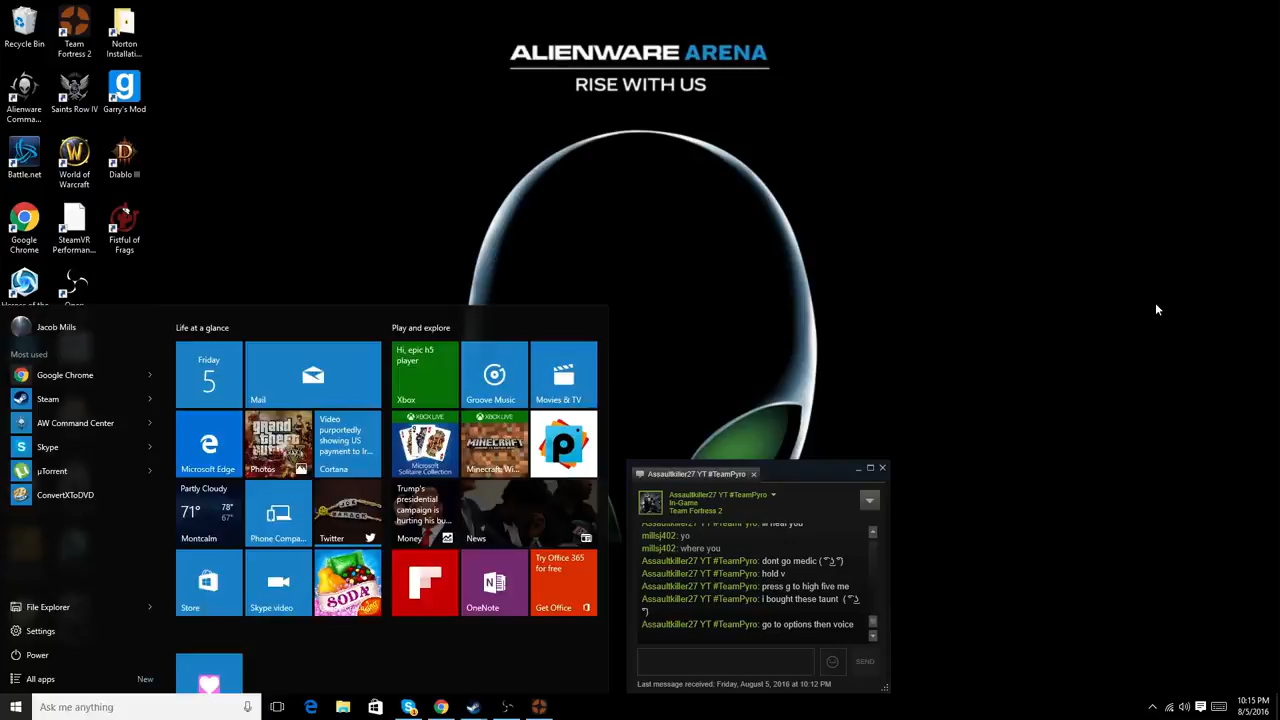 ALIENWARE ARENA
RISE WITH US
Recycle Bin
Team
Fortress 2
Norton
Installati...
Alienware
Comma...
Saints Row IV
Garry's Mod
Battle.net
World of
Warcraft
Diablo III
Google
Chrome
SteamVR
Performan...
Fistful of
Frags
Jacob Mills
Most used
Google Chrome
Steam
AW Command Center
Skype
µTorrent
ConvertXToDVD
File Explorer
Settings
Power
All apps
New
Life at a glance
Play and explore
Friday
5
Mail
Hi, epic h5
player
Xbox
Groove Music
Movies & TV
Microsoft Edge
grand
theft
auto
Photos
Video
purportedly
showing US
payment to Ir...
Cortana
XBOX LIVE
Microsoft
Solitaire Collection
XBOX LIVE
MINECRAFT
Minecraft: Wi...
p
Partly Cloudy
71°
78°
67°
Montcalm
Phone Compa...
Twitter
Trump's
presidential
campaign is
hurting his bu...
Money
News
Store
Skype video
SODA
OneNote
Try Office 365
for free
Get Office
Assaultkiller27 YT #TeamPyro
Assaultkiller27 YT #TeamPyro
In-Game
Team Fortress 2
millsj402: yo
millsj402: where you
Assaultkiller27 YT #TeamPyro: dont go medic ( ͡° ͜ʖ ͡°)
Assaultkiller27 YT #TeamPyro: hold v
Assaultkiller27 YT #TeamPyro: press g to high five me
Assaultkiller27 YT #TeamPyro: i bought these taunt ( ͡° ͜ʖ
͡°)
Assaultkiller27 YT #TeamPyro: go to options then voice
SEND
Last message received: Friday, August 5, 2016 at 10:12 PM
Ask me anything
10:15 PM
8/5/2016